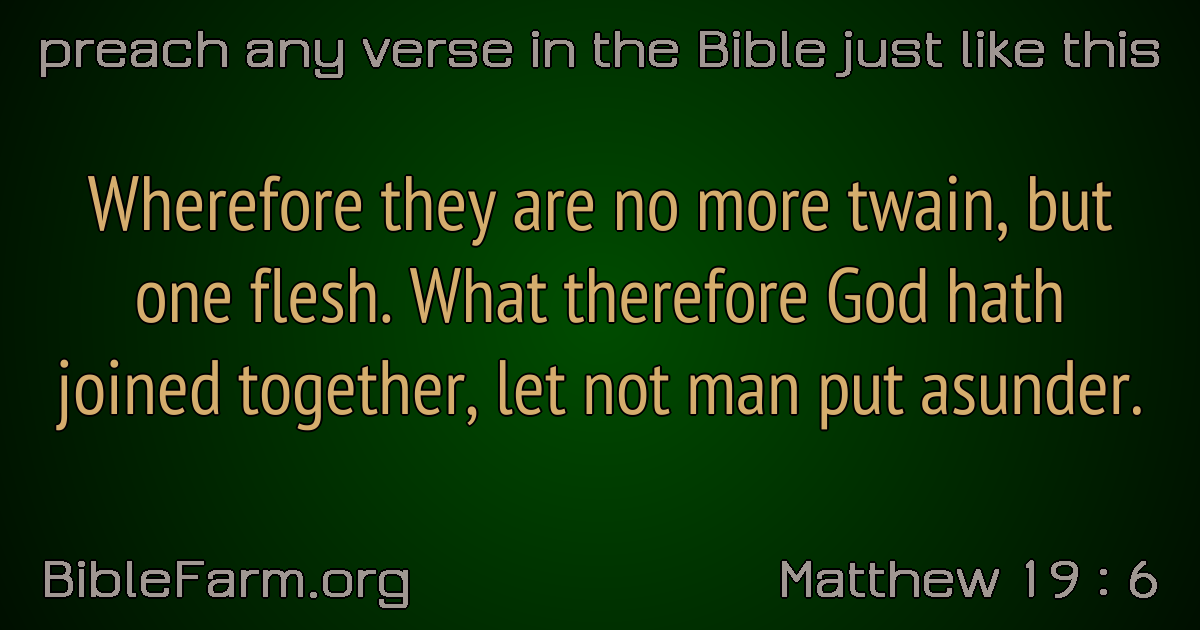 preach any verse in the Bible just like this
Wherefore they are no more twain, but
one flesh. What therefore God hath
joined together, let not man put asunder.
BibleFarm.org
Matthew 19 : 6